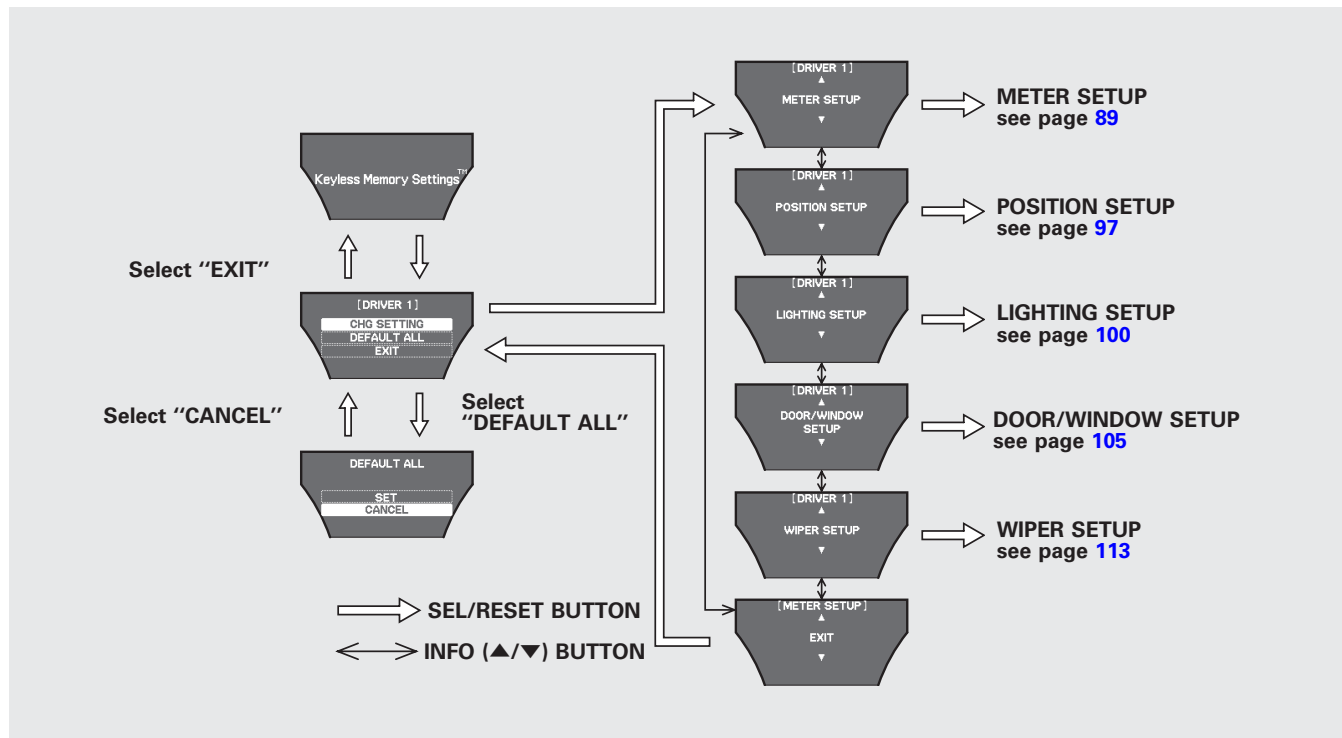 Keyless Memory Settings™
Select ‘‘EXIT’’
[DRIVER 1]
CHG SETTING
DEFAULT ALL
EXIT
Select ‘‘CANCEL’’
Select
‘‘DEFAULT ALL’’
DEFAULT ALL
SET
CANCEL
SEL/RESET BUTTON
INFO (▲/▼) BUTTON
[DRIVER 1]
▲
METER SETUP
▼
METER SETUP
see page 89
[DRIVER 1]
▲
POSITION SETUP
▼
POSITION SETUP
see page 97
[DRIVER 1]
▲
LIGHTING SETUP
▼
LIGHTING SETUP
see page 100
[DRIVER 1]
▲
DOOR/WINDOW
SETUP
▼
DOOR/WINDOW SETUP
see page 105
[DRIVER 1]
▲
WIPER SETUP
▼
WIPER SETUP
see page 113
[METER SETUP]
▲
EXIT
▼